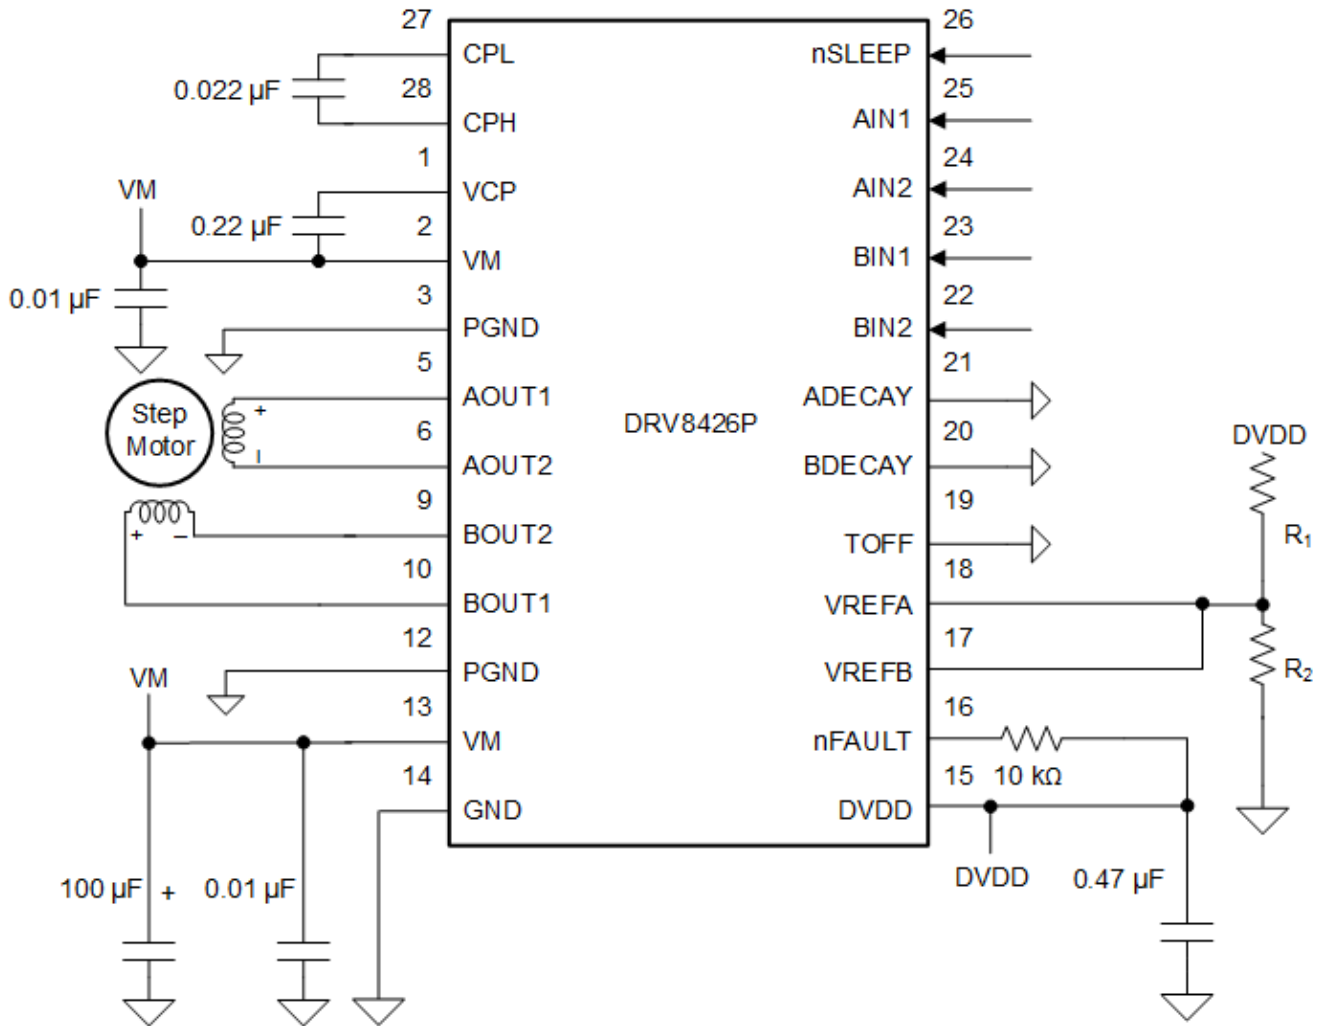 27
CPL
0.022 µF
28
CPH
1
VM
VCP
0.22 µF
2
VM
0.01 µF
3
PGND
5
Step
Motor
+
–
AOUT1
6
AOUT2
9
+ –
BOUT2
10
BOUT1
12
PGND
VM
13
VM
14
GND
100 µF +
0.01 µF
DRV8426P
26
nSLEEP
25
AIN1
24
AIN2
23
BIN1
22
BIN2
21
ADECAY
20
BDECAY
19
TOFF
18
VREFA
17
VREFB
16
nFAULT
15
10 kΩ
DVDD
DVDD
0.47 µF
DVDD
R1
R2